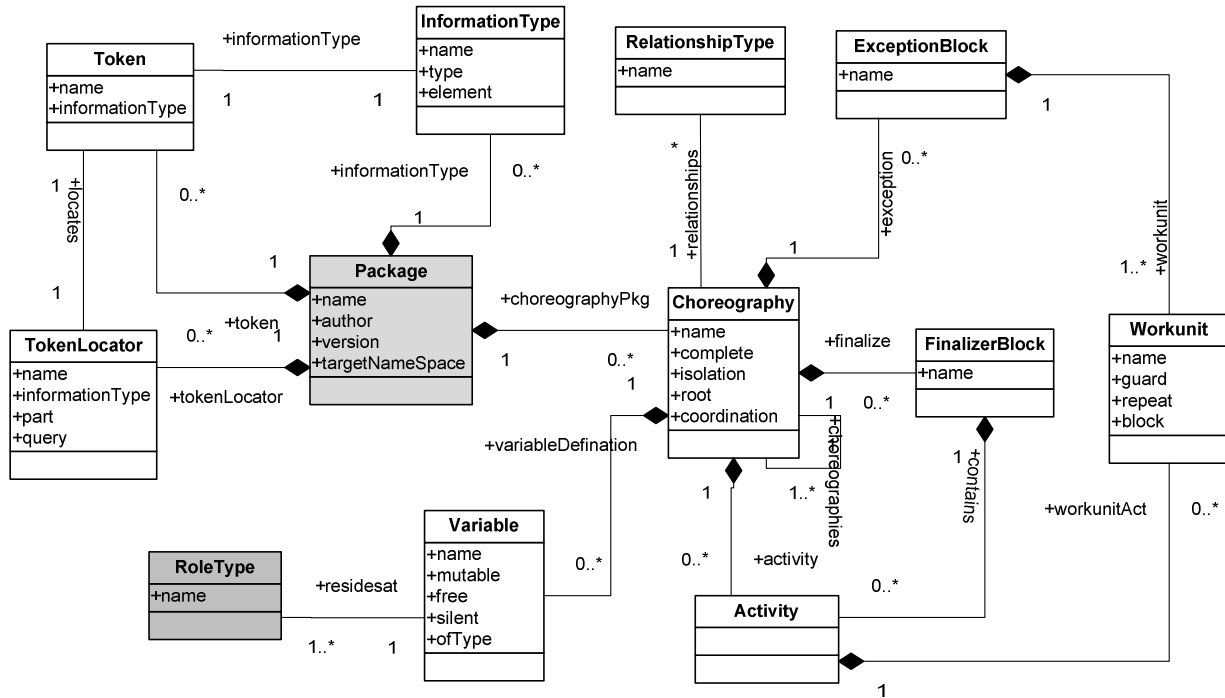 InformationType
+name
+type
+element
+informationType
1
1
Token
+name
+informationType
RelationshipType
+name
ExceptionBlock
+name
1
*
+relationships
1
+exception
0..*
1
+workunit
1..*
+informationType
0..*
1
1
+locates
1
0..*
1
+token
Package
+name
+author
+version
+targetNameSpace
0..*
1
+tokenLocator
TokenLocator
+name
+informationType
+part
+query
+choreographyPkg
1
0..*
Choreography
+name
+complete
+isolation
+root
+coordination
+finalize
1
0..*
FinalizerBlock
+name
Workunit
+name
+guard
+repeat
+block
1
+variableDefination
0..*
+choreographies
1..*
1
+contains
0..*
1
0..*
+activity
+workunitAct
0..*
1
Variable
+name
+mutable
+free
+silent
+ofType
RoleType
+name
+residesat
1..*
1
Activity